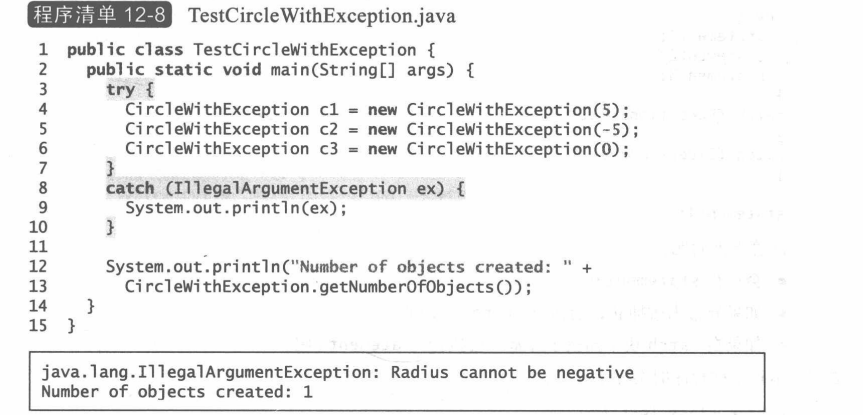 程序清单 12-8 TestCircleWithException.java
1 public class TestCircleWithException {
2   public static void main(String[] args) {
3     try {
4       CircleWithException c1 = new CircleWithException(5);
5       CircleWithException c2 = new CircleWithException(-5);
6       CircleWithException c3 = new CircleWithException(0);
7     }
8     catch (IllegalArgumentException ex) {
9       System.out.println(ex);
10     }
11
12     System.out.println("Number of objects created: " +
13       CircleWithException.getNumberOfObjects());
14   }
15 }
java.lang.IllegalArgumentException: Radius cannot be negative
Number of objects created: 1